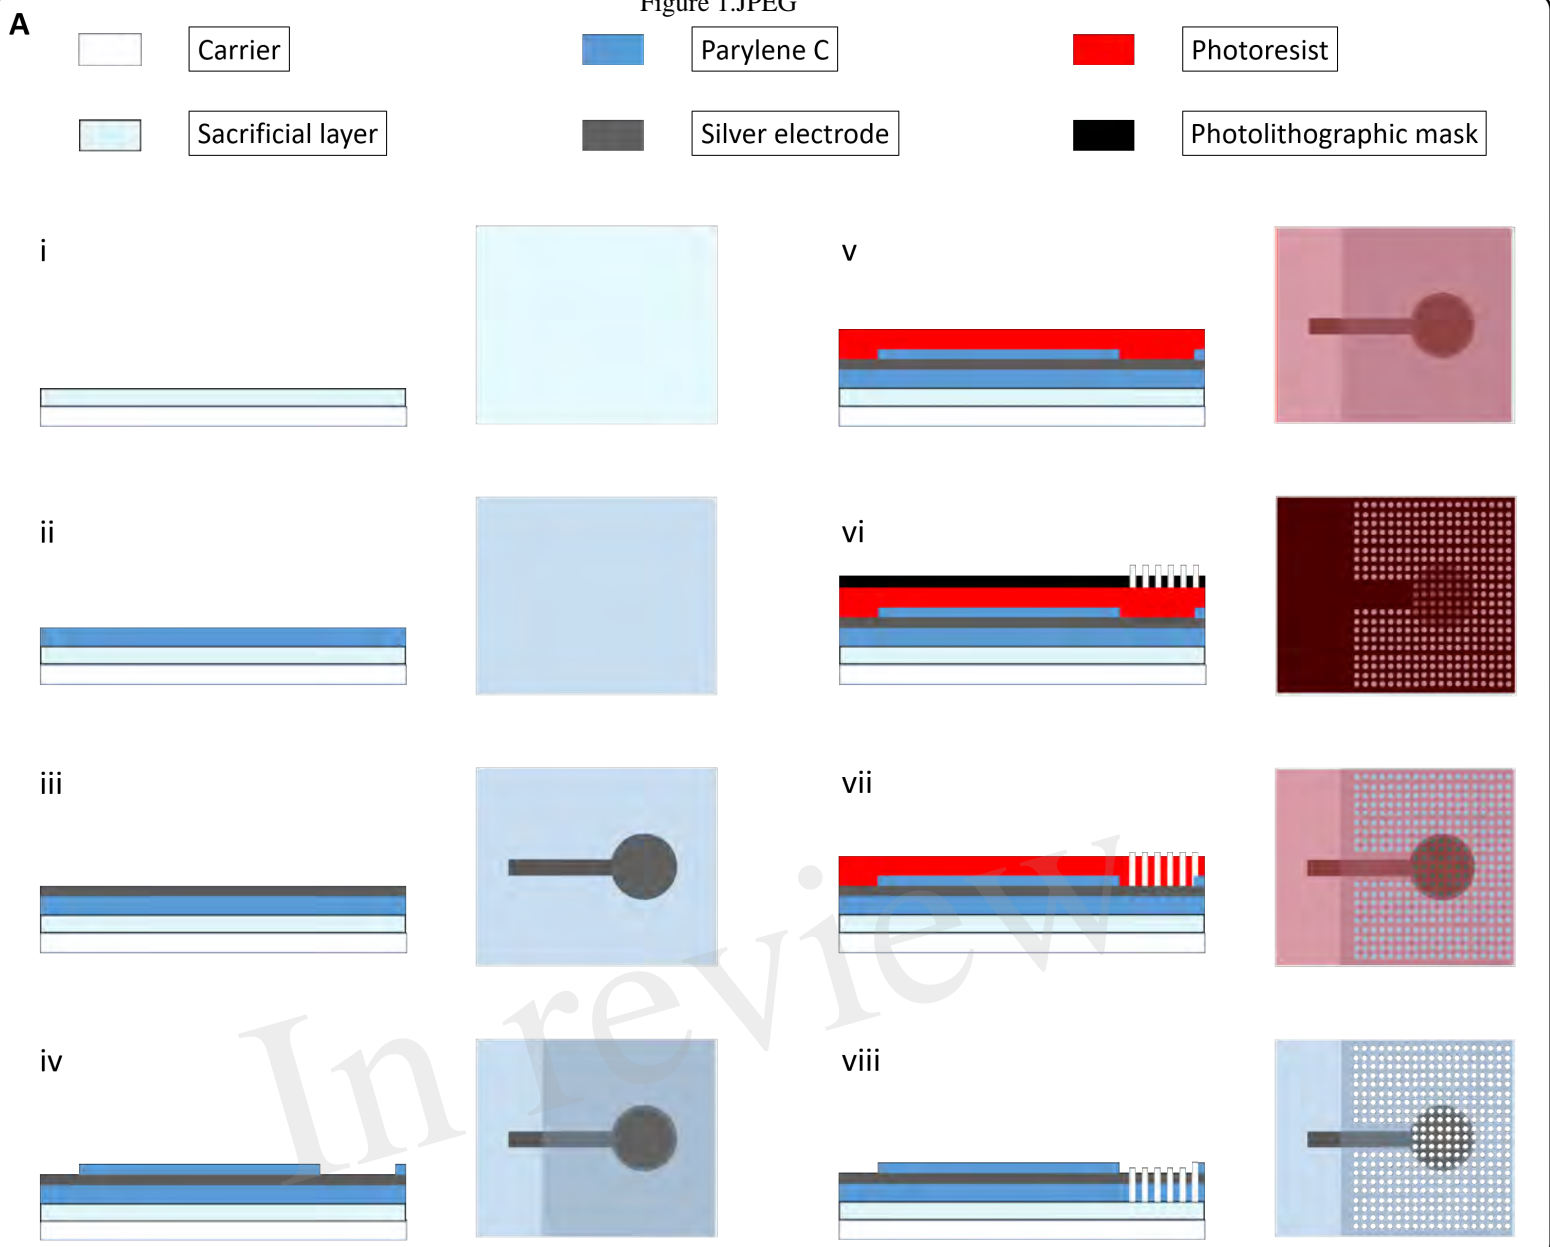 Figure 1.JPEG
A
Carrier
Parylene C
Photoresist
Sacrificial layer
Silver electrode
Photolithographic mask
i
v
ii
vi
iii
vii
iv
viii
In review